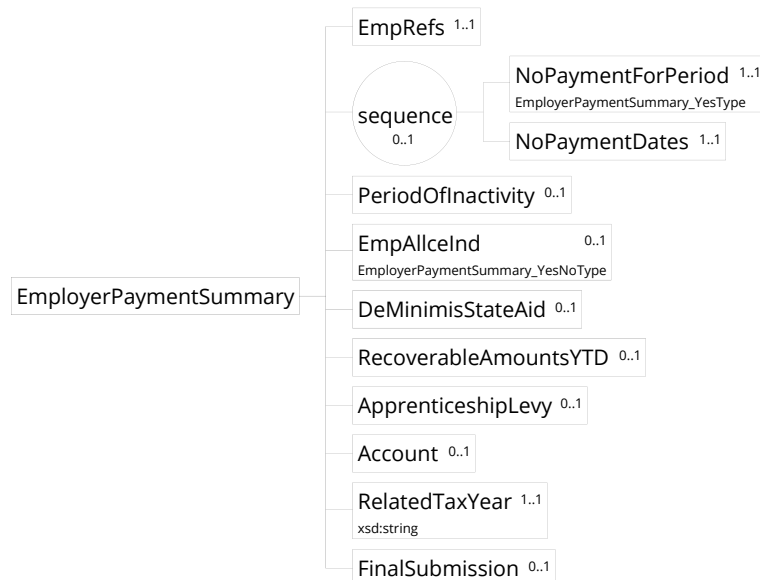 EmpRefs 1..1
sequence
0..1
NoPaymentForPeriod 1..1
EmployerPaymentSummary_YesType
NoPaymentDates 1..1
PeriodOfInactivity 0..1
EmpAllceInd 0..1
EmployerPaymentSummary_YesNoType
EmployerPaymentSummary
DeMinimisStateAid 0..1
RecoverableAmountsYTD 0..1
ApprenticeshipLevy 0..1
Account 0..1
RelatedTaxYear 1..1
xsd:string
FinalSubmission 0..1